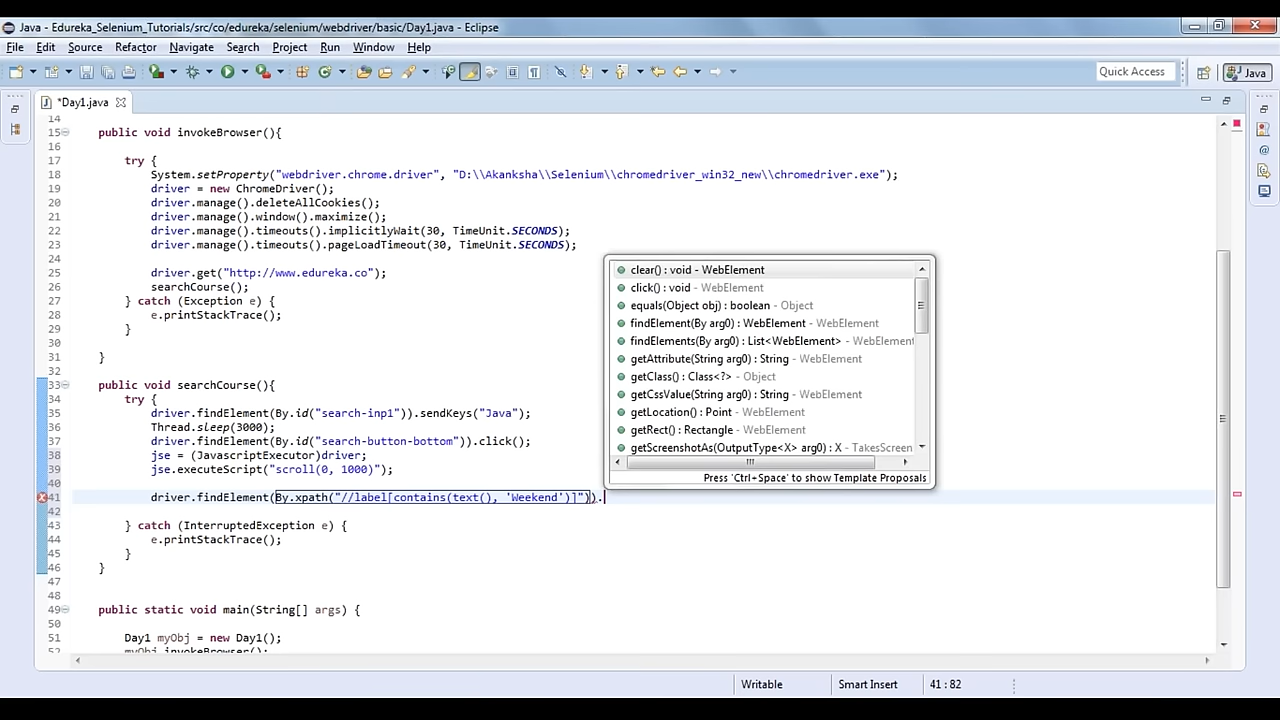 Java - Edureka_Selenium_Tutorials/src/co/edureka/selenium/webdriver/basic/Day1.java - Eclipse
File Edit Source Refactor Navigate Search Project Run Window Help
Quick Access Java
*Day1.java
14
15 public void invokeBrowser(){
16
17 try {
18 System.setProperty("webdriver.chrome.driver", "D:\\Akanksha\\Selenium\\chromedriver_win32_new\\chromedriver.exe");
19 driver = new ChromeDriver();
20 driver.manage().deleteAllCookies();
21 driver.manage().window().maximize();
22 driver.manage().timeouts().implicitlyWait(30, TimeUnit.SECONDS);
23 driver.manage().timeouts().pageLoadTimeout(30, TimeUnit.SECONDS);
24
25 driver.get("http://www.edureka.co");
26 searchCourse();
27 } catch (Exception e) {
28 e.printStackTrace();
29 }
30
31 }
32
33 public void searchCourse(){
34 try {
35 driver.findElement(By.id("search-inp1")).sendKeys("Java");
36 Thread.sleep(3000);
37 driver.findElement(By.id("search-button-bottom")).click();
38 jse = (JavascriptExecutor)driver;
39 jse.executeScript("scroll(0, 1000)");
40
41 driver.findElement(By.xpath("//label[contains(text(), 'Weekend')]")).
42
43 } catch (InterruptedException e) {
44 e.printStackTrace();
45 }
46 }
47
48
49 public static void main(String[] args) {
50
51 Day1 myObj = new Day1();
52 myObj.invokeBrowser();
clear() : void - WebElement
click() : void - WebElement
equals(Object obj) : boolean - Object
findElement(By arg0) : WebElement - WebElement
findElements(By arg0) : List<WebElement> - WebElement
getAttribute(String arg0) : String - WebElement
getClass() : Class<?> - Object
getCssValue(String arg0) : String - WebElement
getLocation() : Point - WebElement
getRect() : Rectangle - WebElement
getScreenshotAs(OutputType<X> arg0) : X - TakesScreen
Press 'Ctrl+Space' to show Template Proposals
Writable Smart Insert 41 : 82